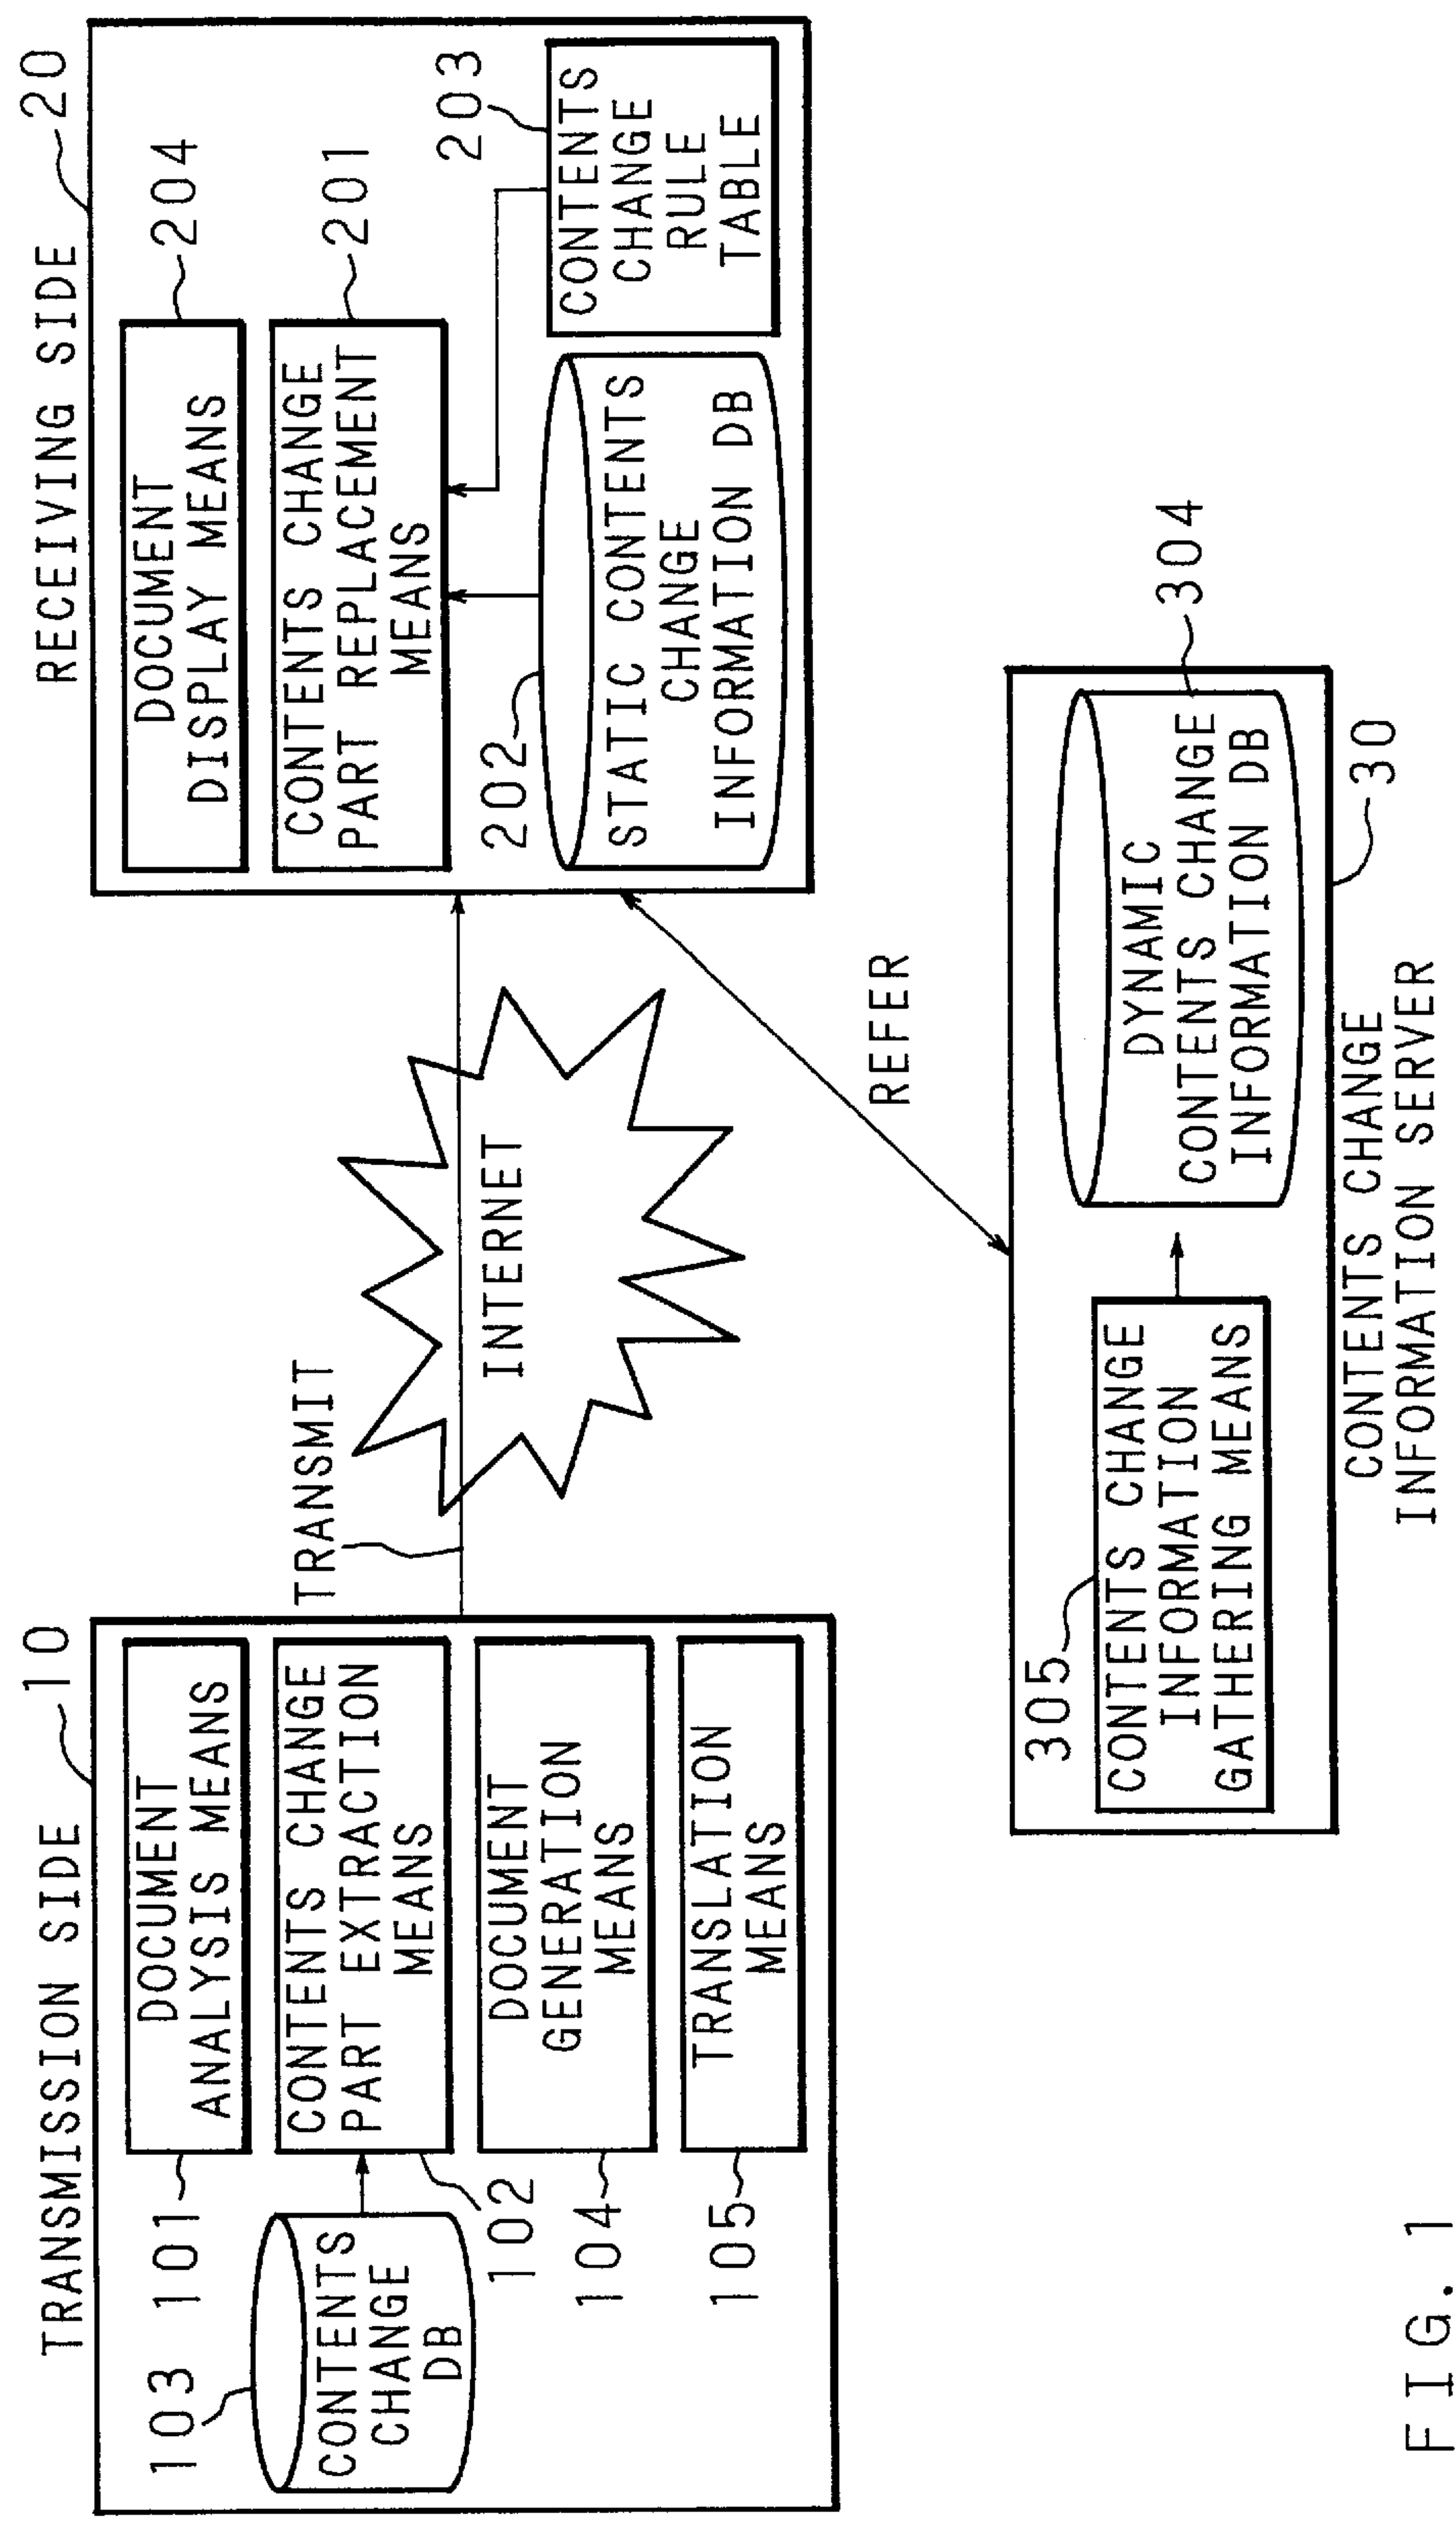 TRANSMISSION SIDE
10
DOCUMENT
ANALYSIS MEANS
101
CONTENTS CHANGE
PART EXTRACTION
MEANS
102
103
CONTENTS
CHANGE
DB
DOCUMENT
GENERATION
MEANS
104
TRANSLATION
MEANS
105
TRANSMIT
INTERNET
RECEIVING SIDE
20
DOCUMENT
DISPLAY MEANS
204
CONTENTS CHANGE
PART REPLACEMENT
MEANS
201
202
STATIC CONTENTS
CHANGE
INFORMATION DB
203
CONTENTS
CHANGE
RULE
TABLE
REFER
305
CONTENTS CHANGE
INFORMATION
GATHERING MEANS
DYNAMIC
CONTENTS CHANGE
INFORMATION DB
304
30
CONTENTS CHANGE
INFORMATION SERVER
FIG. 1